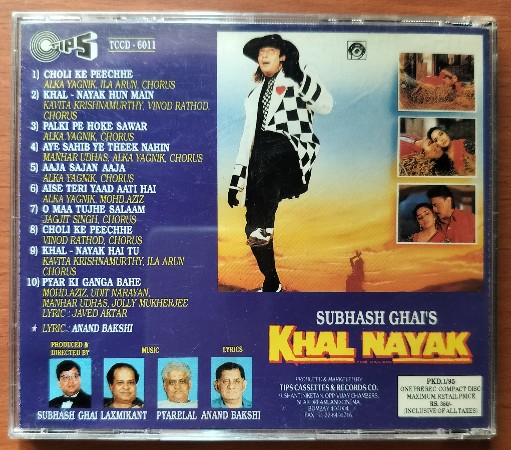 TIPS
TCCD - 6011
1) CHOLI KE PEECHHE
ALKA YAGNIK, ILA ARUN, CHORUS
2) KHAL - NAYAK HUN MAIN
KAVITA KRISHNAMURTHY, VINOD RATHOD,
CHORUS
3) PALKI PE HOKE SAWAR
ALKA YAGNIK, CHORUS
4) AYE SAHIB YE THEEK NAHIN
MANHAR UDHAS, ALKA YAGNIK, CHORUS
5) AAJA SAJAN AAJA
ALKA YAGNIK, CHORUS
6) AISE TERI YAAD AATI HAI
ALKA YAGNIK, MOHD. AZIZ
7) O MAA TUJHE SALAAM
JAGJIT SINGH, CHORUS
8) CHOLI KE PEECHHE
VINOD RATHOD, CHORUS
9) KHAL - NAYAK HAI TU
KAVITA KRISHNAMURTHY, ILA ARUN
CHORUS
10) PYAR KI GANGA BAHE
MOHD. AZIZ, UDIT NARAYAN,
MANHAR UDHAS, JOLLY MUKHERJEE
LYRIC : JAVED AKTAR
* LYRIC : ANAND BAKSHI
PRODUCED &
DIRECTED BY
MUSIC
LYRICS
SUBHASH GHAI LAXMIKANT PYARELAL ANAND BAKSHI
SUBHASH GHAI'S
KHAL NAYAK
TIPS CASSETTES & RECORDS CO.
PKD. 1/95
ONE PREREC COMPACT DISC
MAXIMUM RETAIL PRICE
(INCLUSIVE OF ALL TAXES)